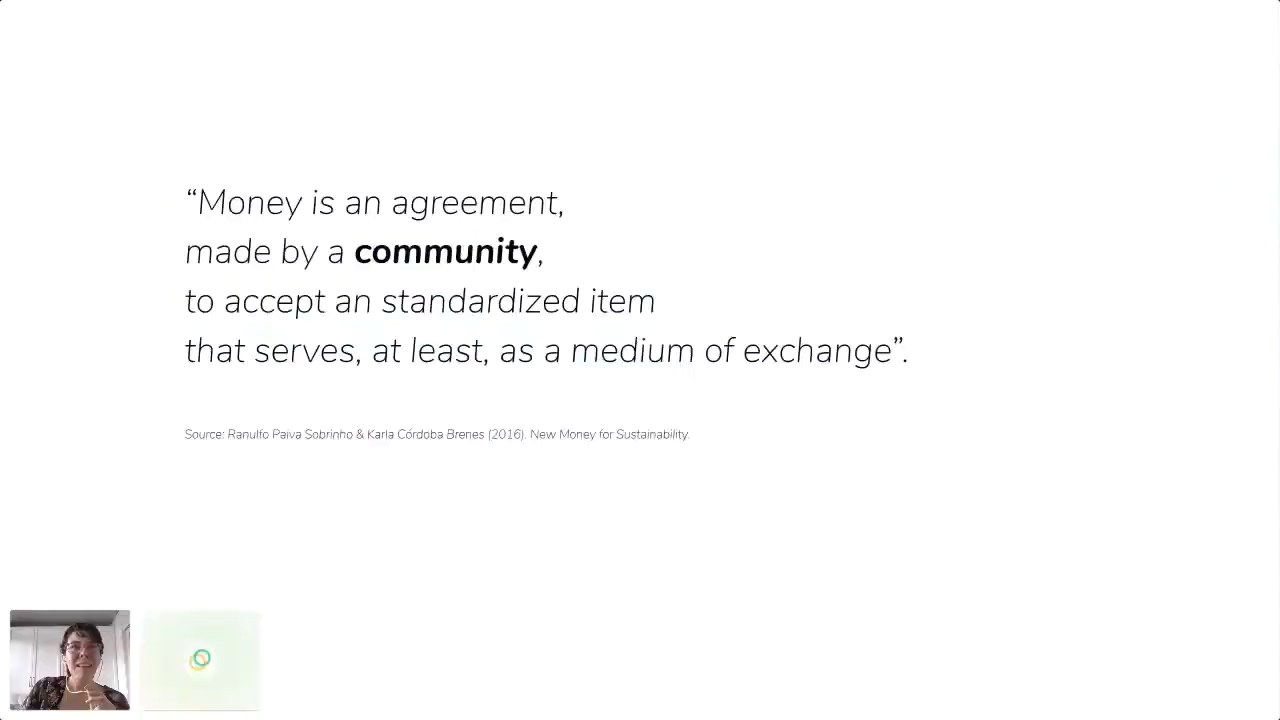 “Money is an agreement,
made by a community,
to accept an standardized item
that serves, at least, as a medium of exchange”.
Source: Ranulfo Paiva Sobrinho & Karla Córdoba Brenes (2016). New Money for Sustainability.